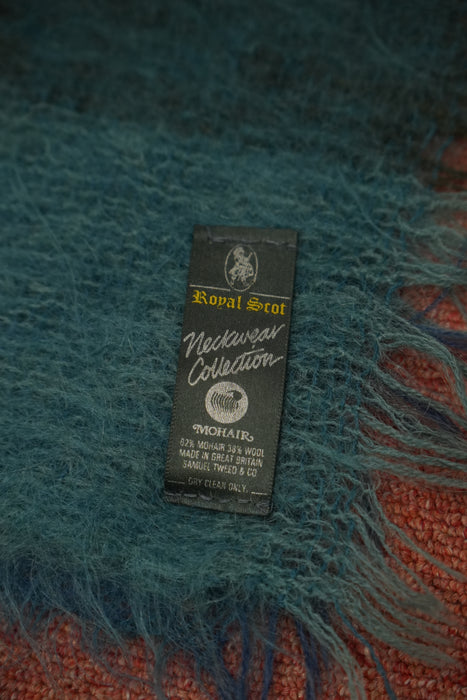 Royal Scot
Neckwear
Collection
MOHAIR
62% MOHAIR 38% WOOL
MADE IN GREAT BRITAIN
SAMUEL TWEED & CO
DRY CLEAN ONLY.